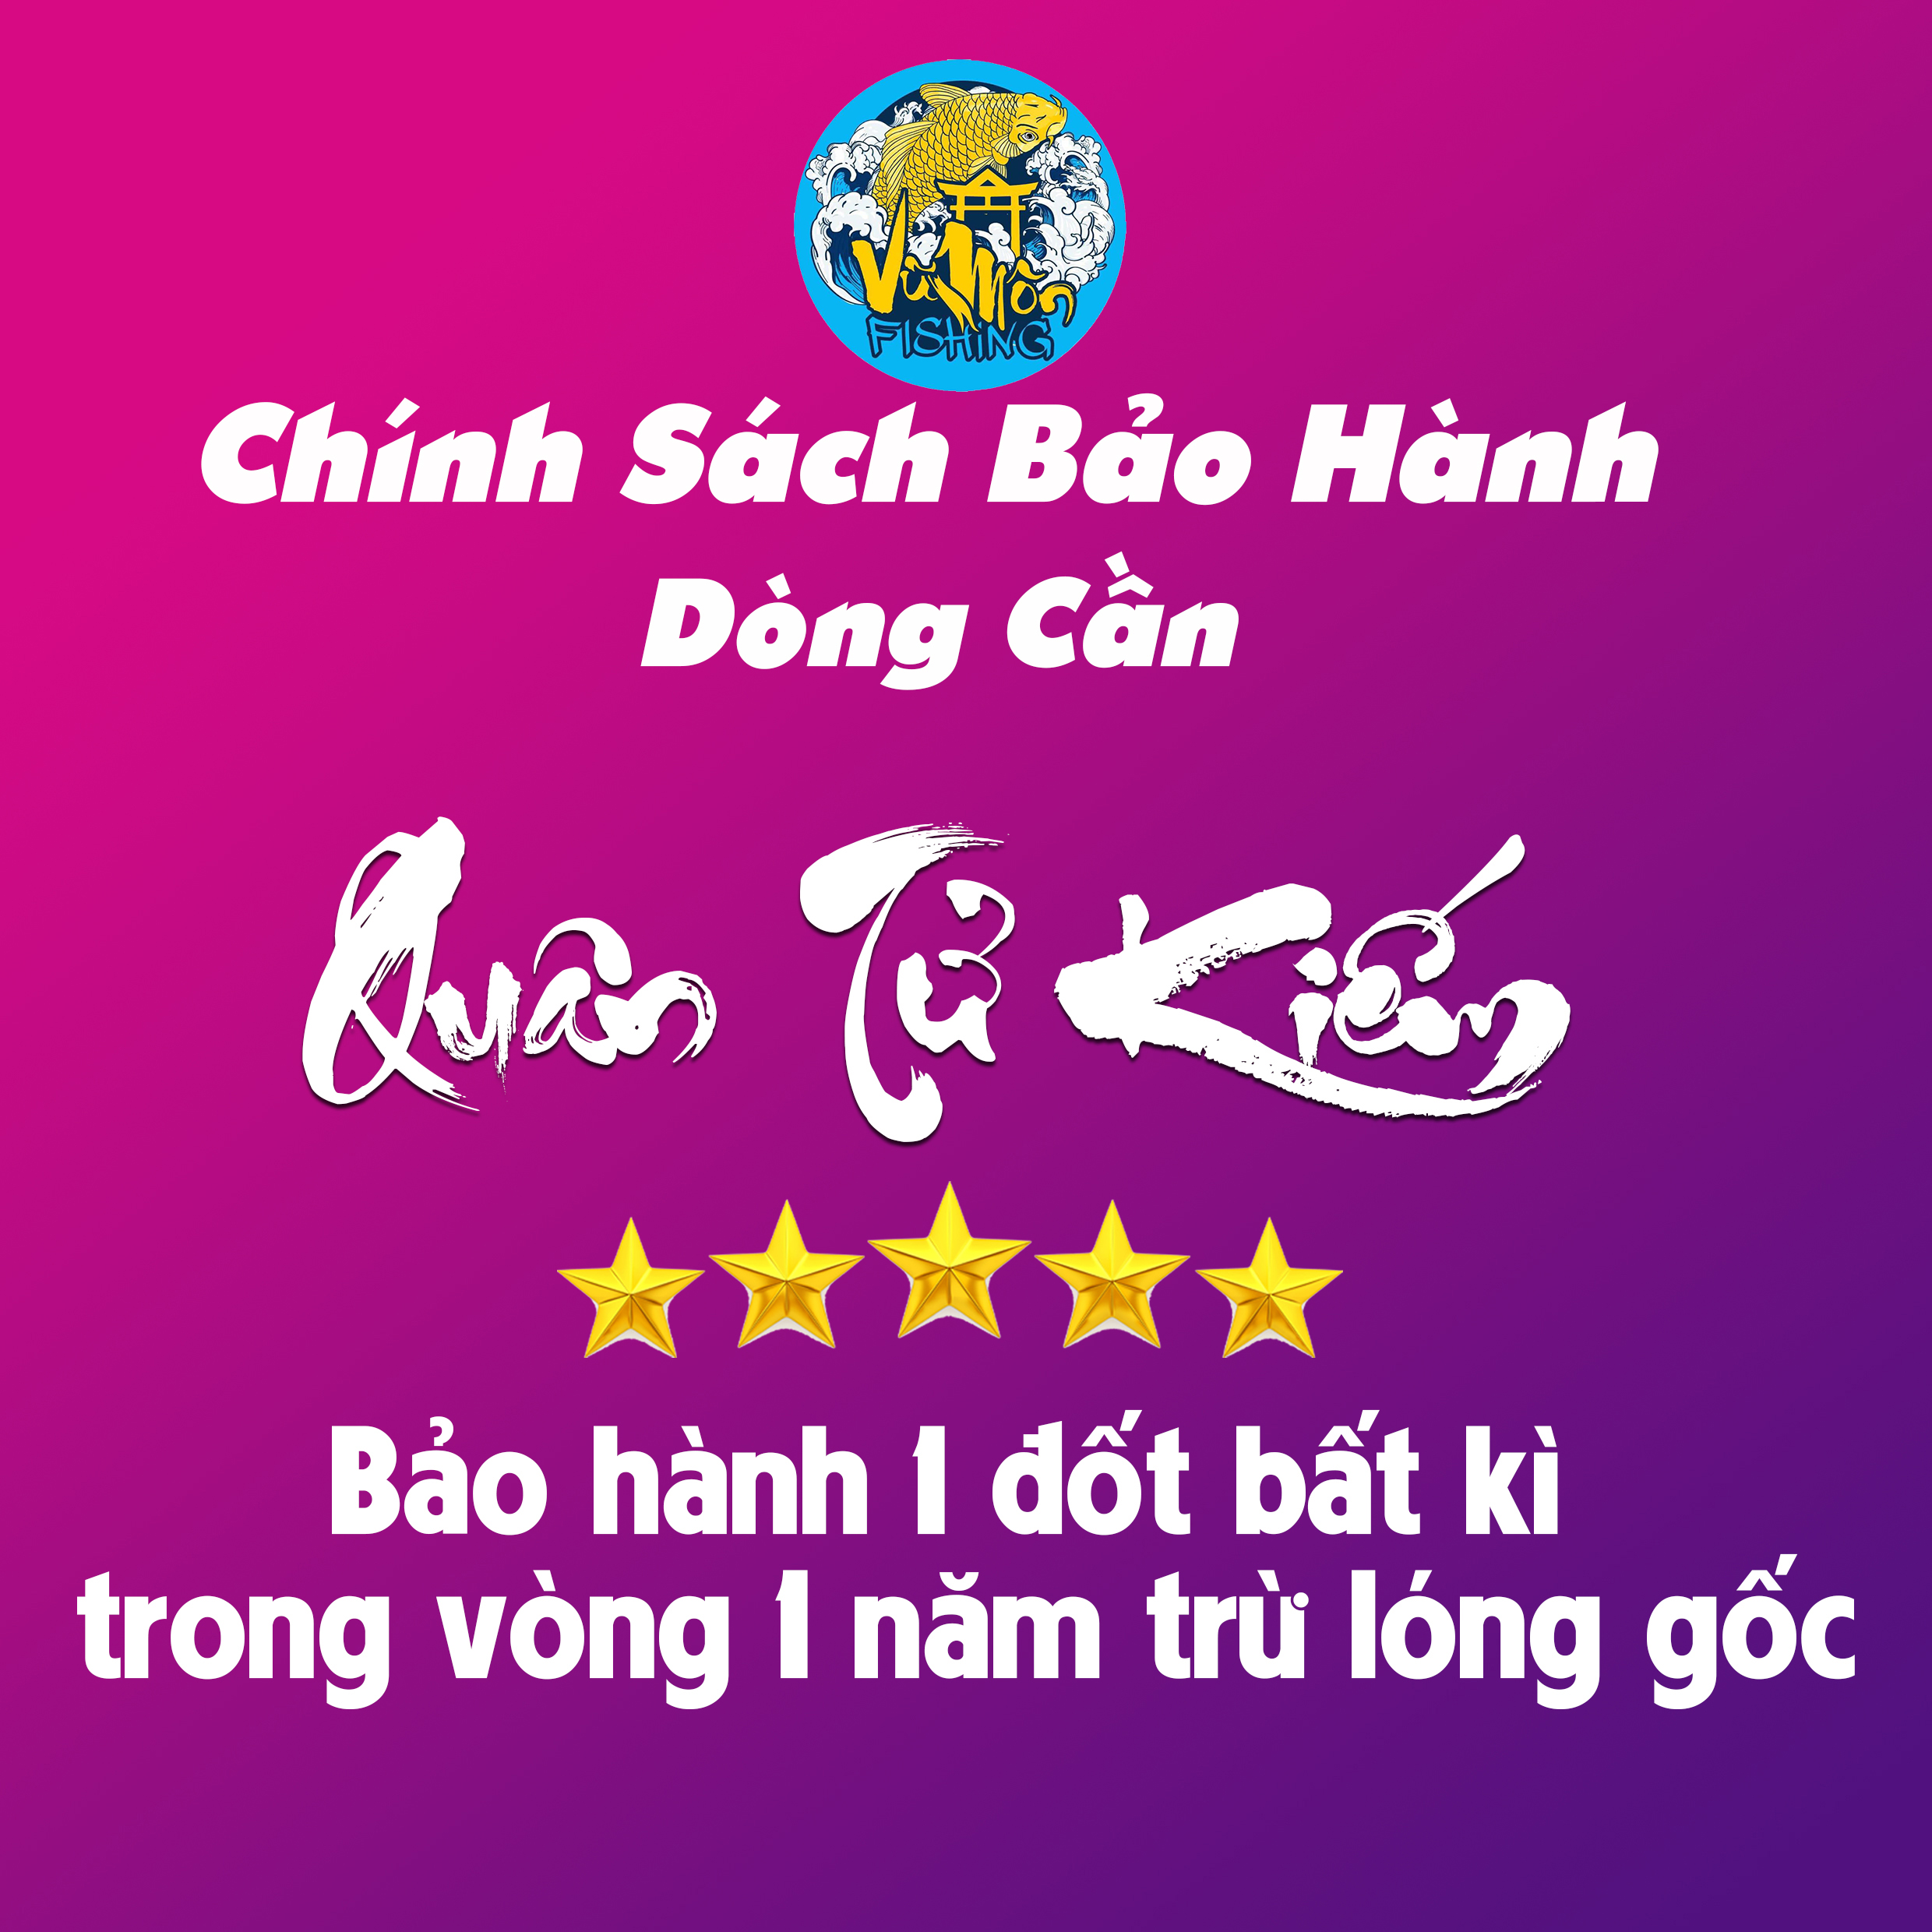 Vũ Môn
FISHING
Chính Sách Bảo Hành
Dòng Cần
Quân Tử Kiếm
Bảo hành 1 đốt bất kì
trong vòng 1 năm trừ lóng gốc